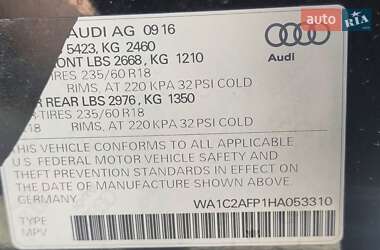 auto RIA.com
AUDI AG 09 16
5423, KG 2460
ONT LBS 2668, KG 1210
TIRES 235/60 R18
RIMS, AT 220 KPA 32 PSI COLD
R REAR LBS 2976, KG 1350
TIRES 235/60 R18
R18 RIMS, AT 220 KPA 32 PSI COLD
Audi
THIS VEHICLE CONFORMS TO ALL APPLICABLE
U.S. FEDERAL MOTOR VEHICLE SAFETY AND
THEFT PREVENTION STANDARDS IN EFFECT ON
THE DATE OF MANUFACTURE SHOWN ABOVE.
GERMANY WA1C2AFP1HA053310
TYPE
MPV